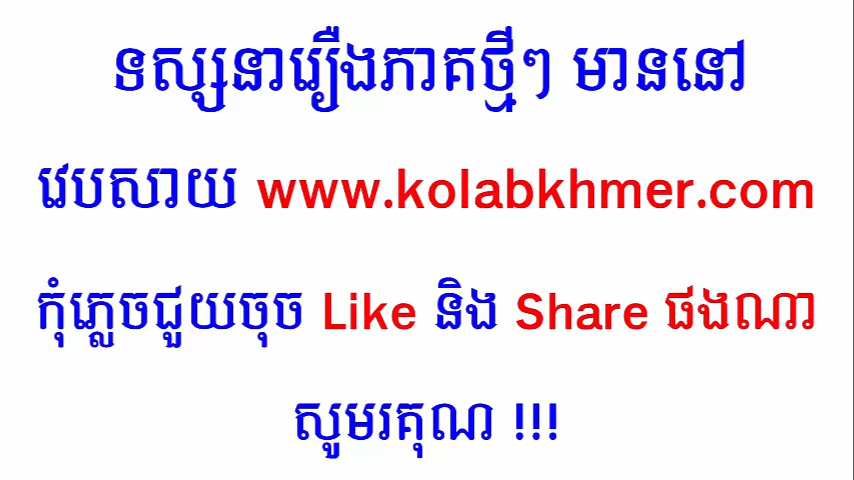 ទស្សនារឿងភាគថ្មីៗ មាននៅ
វេបសាយ www.kolabkhmer.com
កុំភ្លេចជួយចុច Like និង Share ផងណា
សូមរគុណ !!!